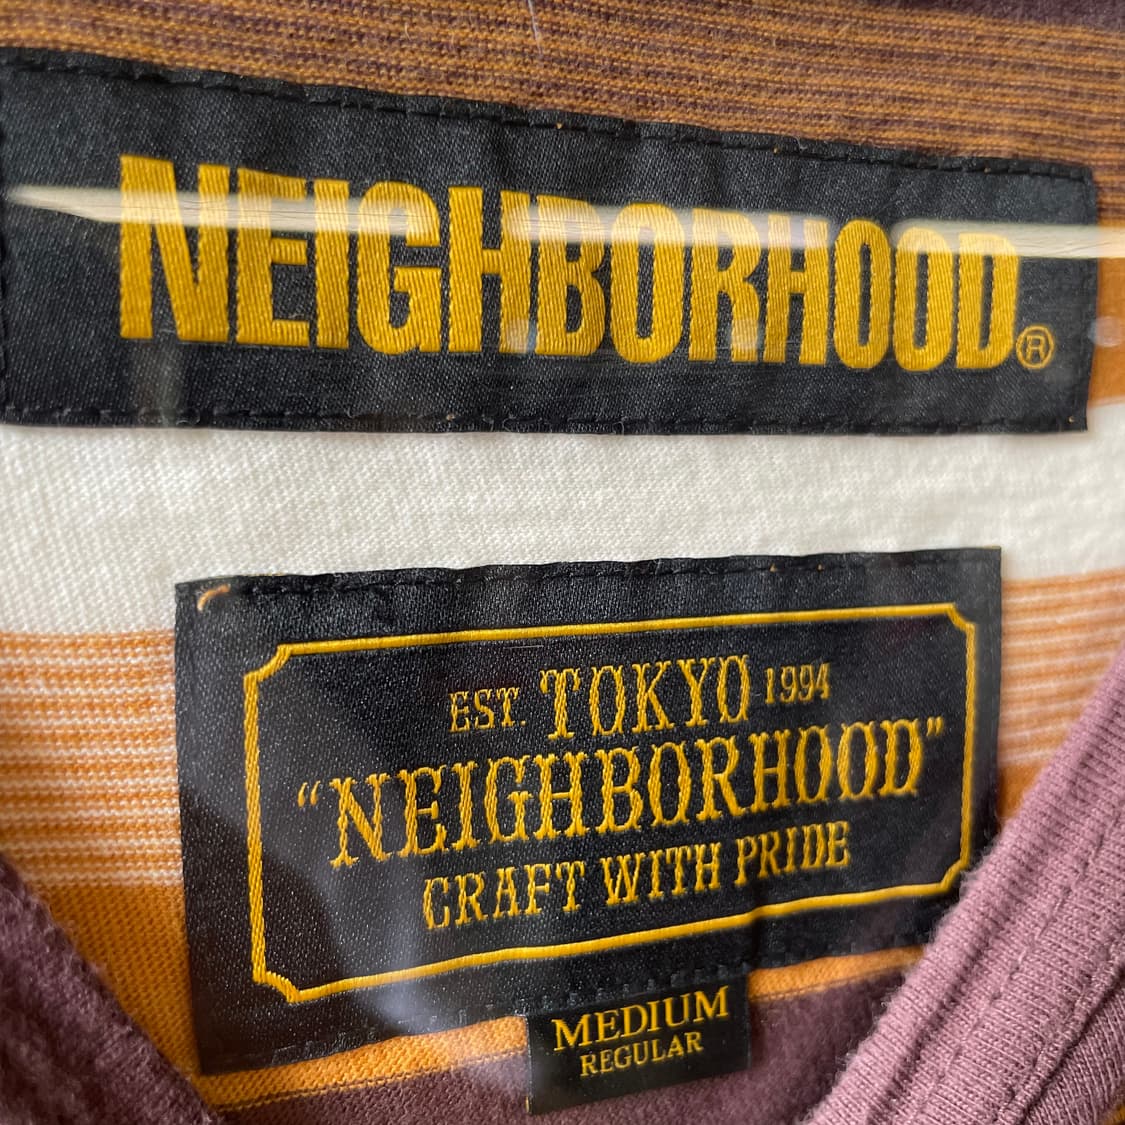 NEIGHBORHOOD®
EST. TOKYO 1994
“NEIGHBORHOOD”
CRAFT WITH PRIDE
MEDIUM
REGULAR